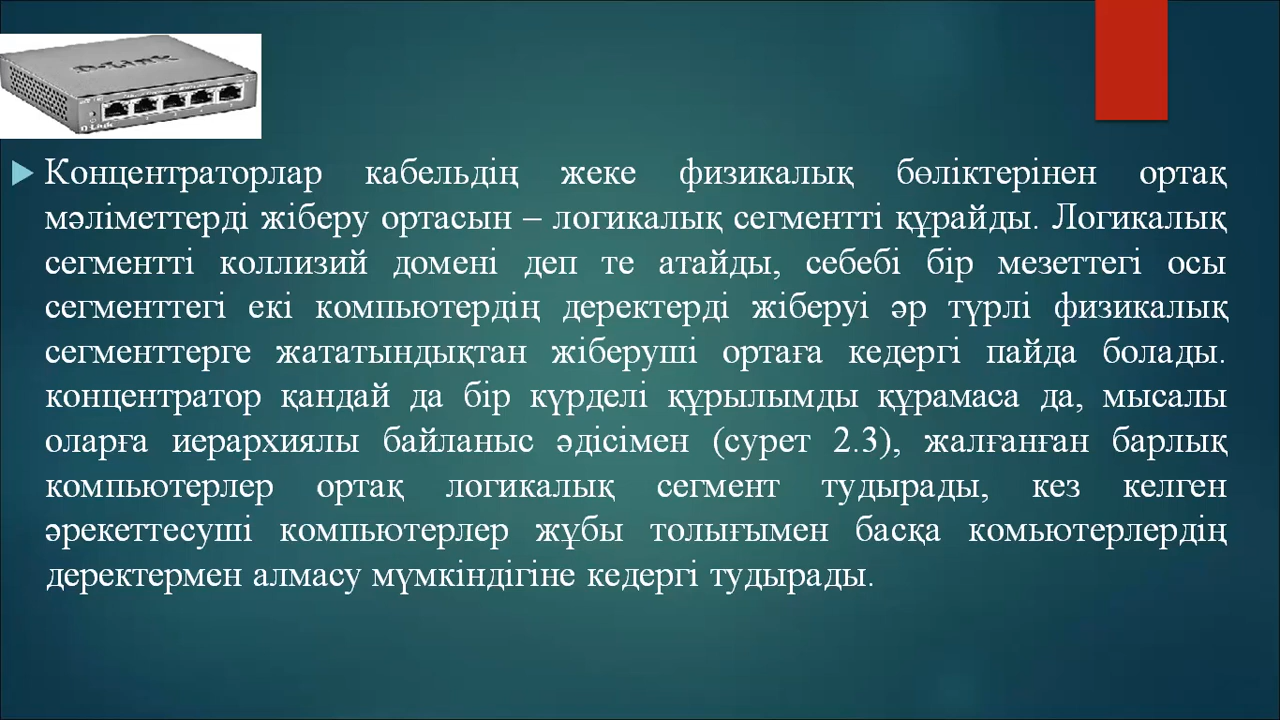 D-Link
D-Link
Концентраторлар кабельдің жеке физикалық бөліктерінен ортақ
мәліметтерді жіберу ортасын – логикалық сегментті құрайды. Логикалық
сегментті коллизий домені деп те атайды, себебі бір мезеттегі осы
сегменттегі екі компьютердің деректерді жіберуі әр түрлі физикалық
сегменттерге жататындықтан жіберуші ортаға кедергі пайда болады.
концентратор қандай да бір күрделі құрылымды құрамаса да, мысалы
оларға иерархиялы байланыс әдісімен (сурет 2.3), жалғанған барлық
компьютерлер ортақ логикалық сегмент тудырады, кез келген
әрекеттесуші компьютерлер жұбы толығымен басқа комьютерлердің
деректермен алмасу мүмкіндігіне кедергі тудырады.